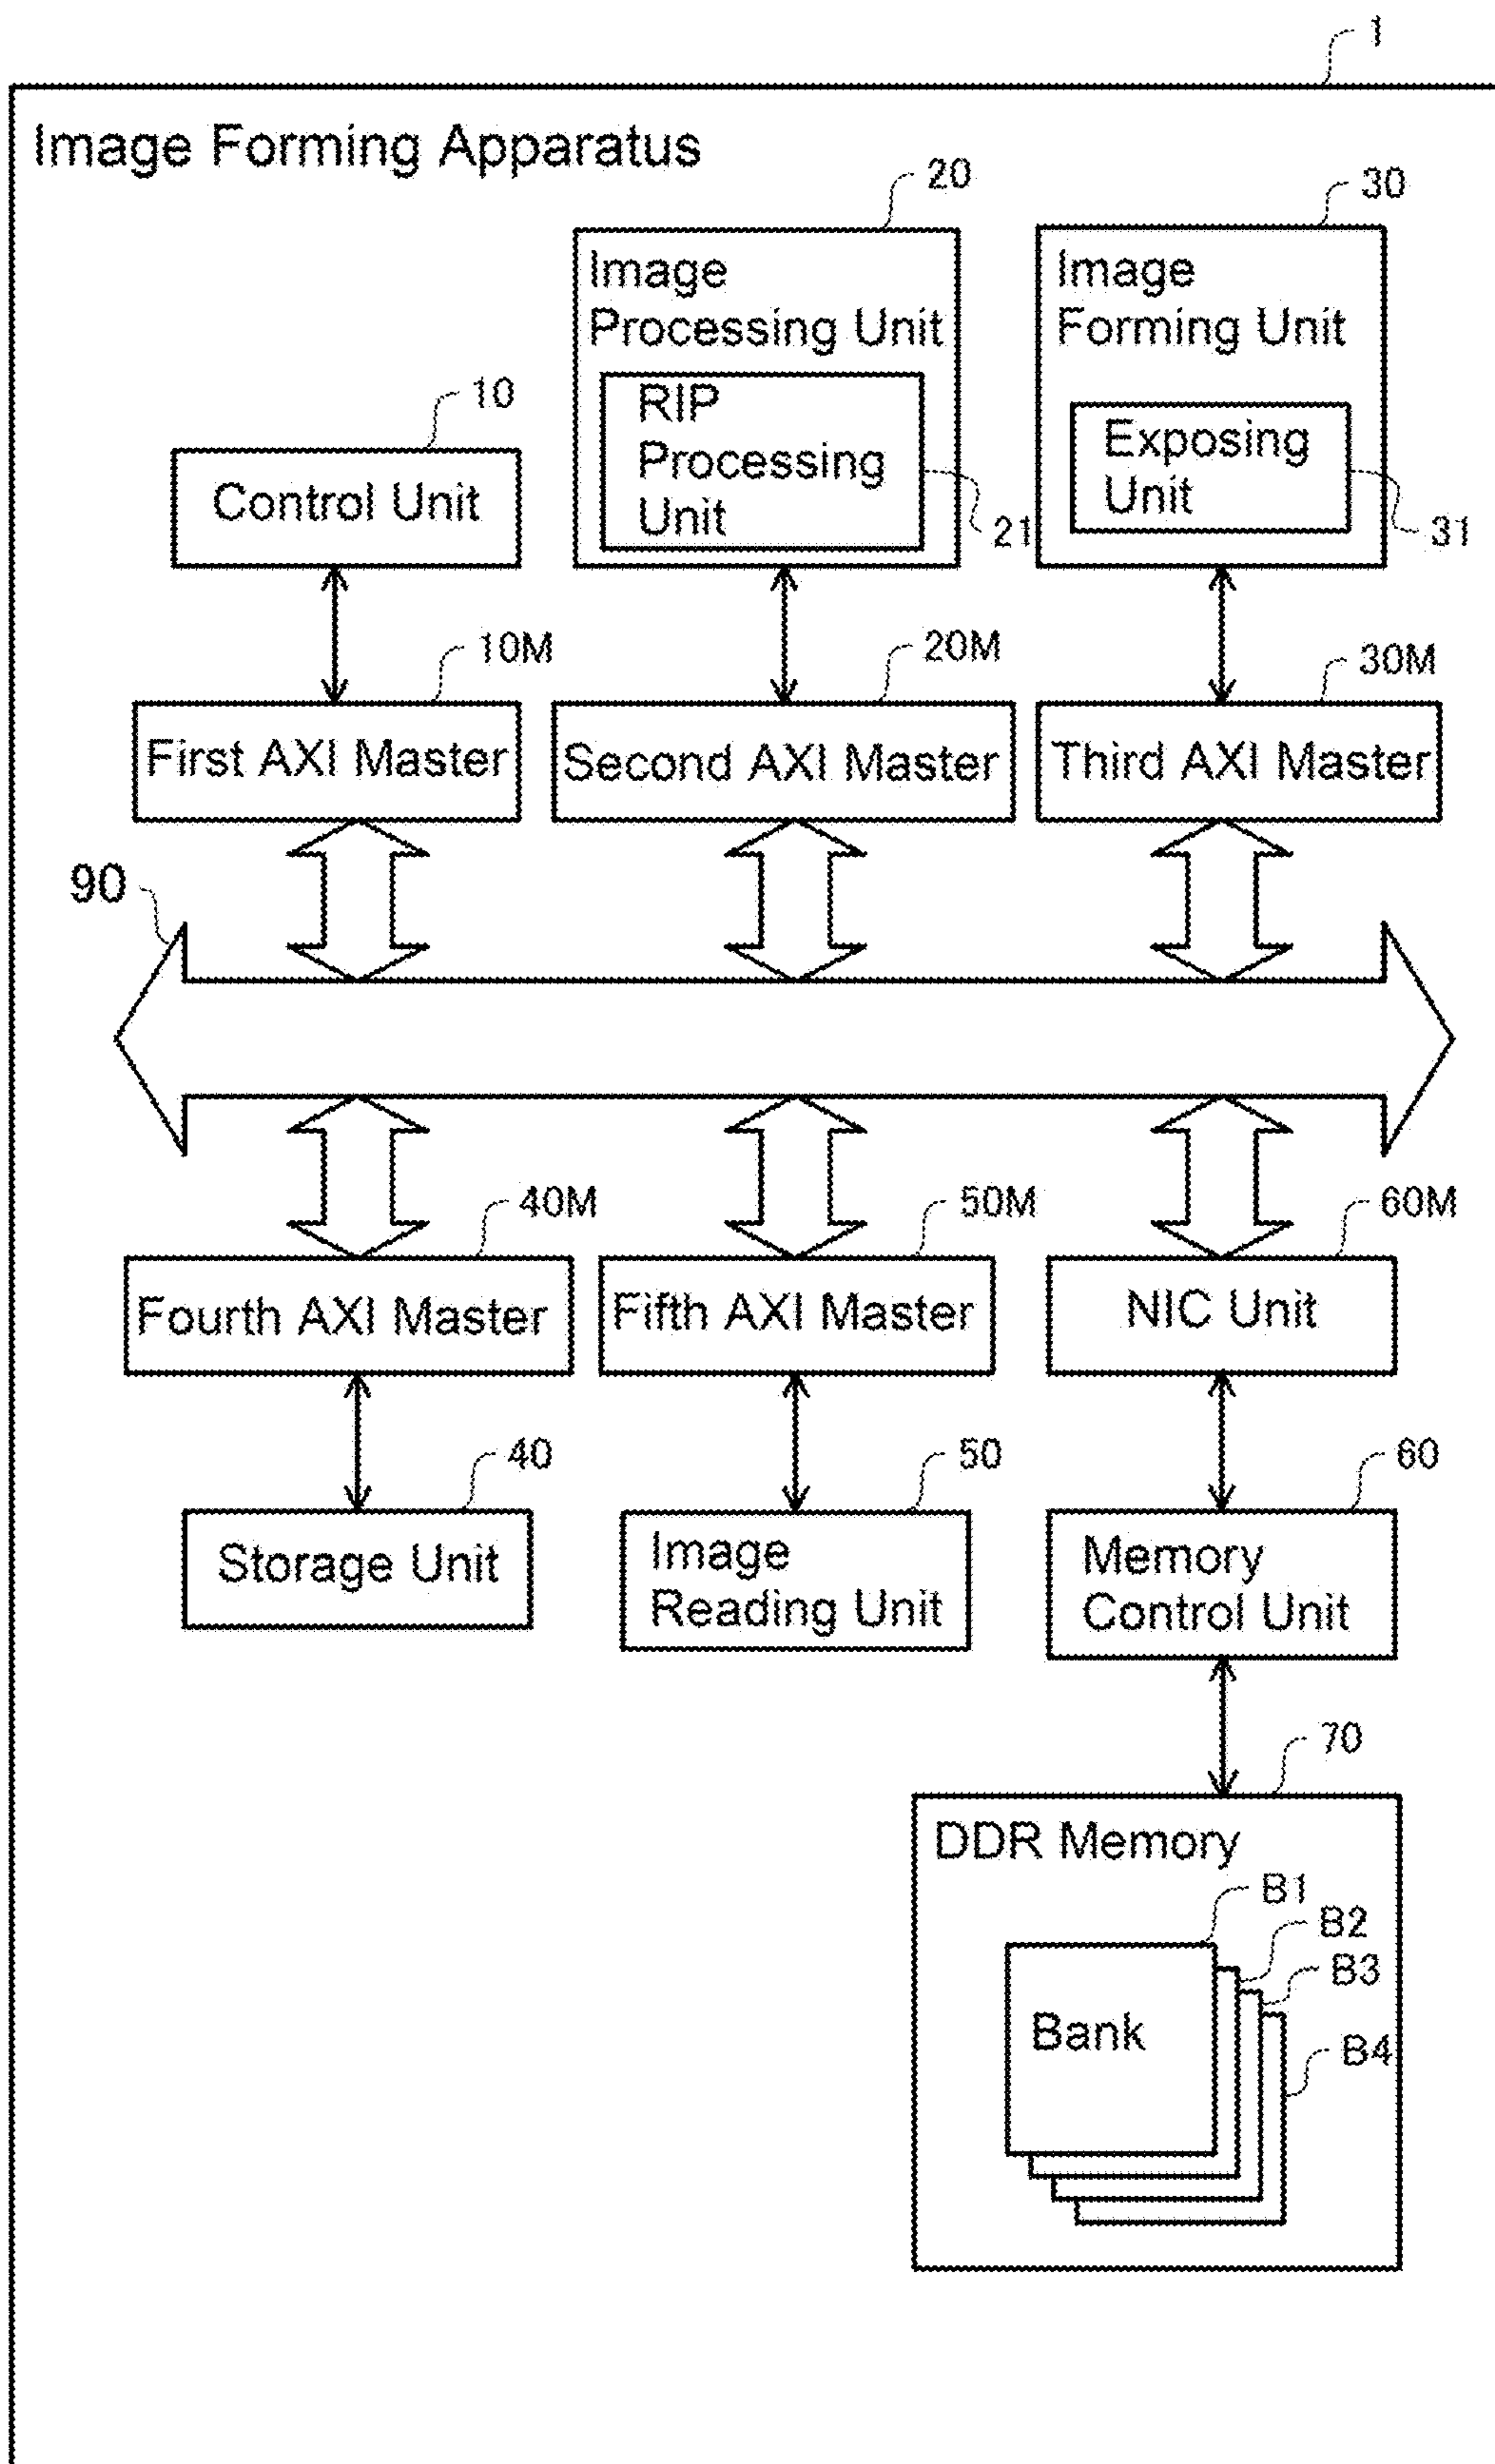 1
Image Forming Apparatus
20
30
Image
Processing Unit
Image
Forming Unit
10
RIP
Processing
Unit
Exposing
Unit
Control Unit
21
31
10M
20M
30M
First AXI Master
Second AXI Master
Third AXI Master
90
40M
50M
60M
Fourth AXI Master
Fifth AXI Master
NIC Unit
40
50
60
Storage Unit
Image
Reading Unit
Memory
Control Unit
70
DDR Memory
B1
B2
B3
Bank
B4